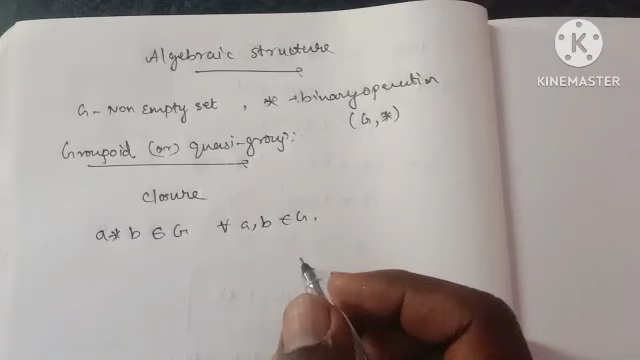 Algebraic structure
G - Non Empty set , * → binary operation
(G, *)
Groupoid (or) quasi-group:-
closure
a * b ∈ G ∀ a, b ∈ G.
K
KINEMASTER